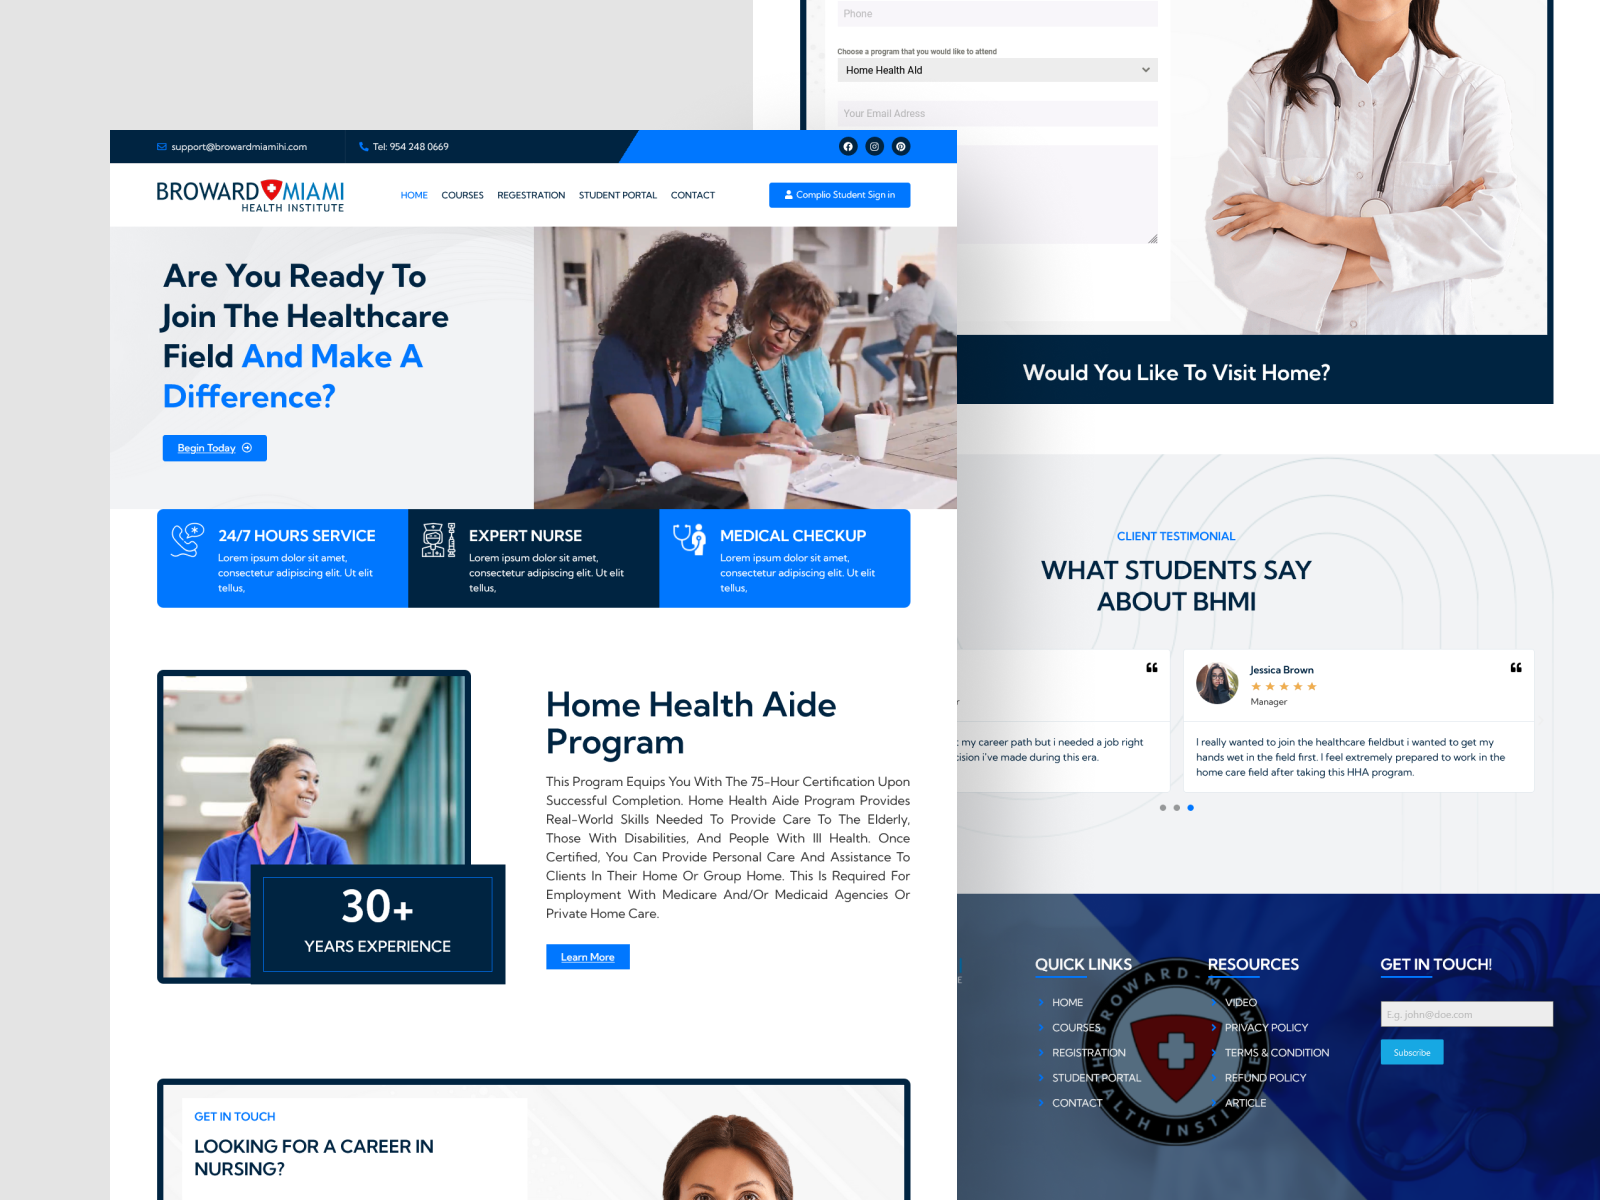 support@browardmiamihi.com
Tel: 954 248 0669
BROWARD MIAMI
HEALTH INSTITUTE
HOME
COURSES
REGESTRATION
STUDENT PORTAL
CONTACT
Complio Student Sign in
Are You Ready To
Join The Healthcare
Field And Make A
Difference?
Begin Today
24/7 HOURS SERVICE
Lorem ipsum dolor sit amet,
consectetur adipiscing elit. Ut elit
tellus,
EXPERT NURSE
Lorem ipsum dolor sit amet,
consectetur adipiscing elit. Ut elit
tellus,
MEDICAL CHECKUP
Lorem ipsum dolor sit amet,
consectetur adipiscing elit. Ut elit
tellus,
30+
YEARS EXPERIENCE
Home Health Aide
Program
This Program Equips You With The 75-Hour Certification Upon
Successful Completion. Home Health Aide Program Provides
Real-World Skills Needed To Provide Care To The Elderly,
Those With Disabilities, And People With Ill Health. Once
Certified, You Can Provide Personal Care And Assistance To
Clients In Their Home Or Group Home. This Is Required For
Employment With Medicare And/Or Medicaid Agencies Or
Private Home Care.
Learn More
GET IN TOUCH
LOOKING FOR A CAREER IN
NURSING?
Phone
Choose a program that you would like to attend
Home Health Aid
Your Email Adress
Would You Like To Visit Home?
CLIENT TESTIMONIAL
WHAT STUDENTS SAY
ABOUT BHMI
my career path but i needed a job right
cision i've made during this era.
Jessica Brown
Manager
I really wanted to join the healthcare fieldbut i wanted to get my
hands wet in the field first. I feel extremely prepared to work in the
home care field after taking this HHA program.
QUICK LINKS
HOME
COURSES
REGISTRATION
STUDENT PORTAL
CONTACT
RESOURCES
VIDEO
PRIVACY POLICY
TERMS & CONDITION
REFUND POLICY
ARTICLE
GET IN TOUCH!
E.g. john@doe.com
Subscribe
BROWARD-MIAMI
HEALTH INSTITUTE